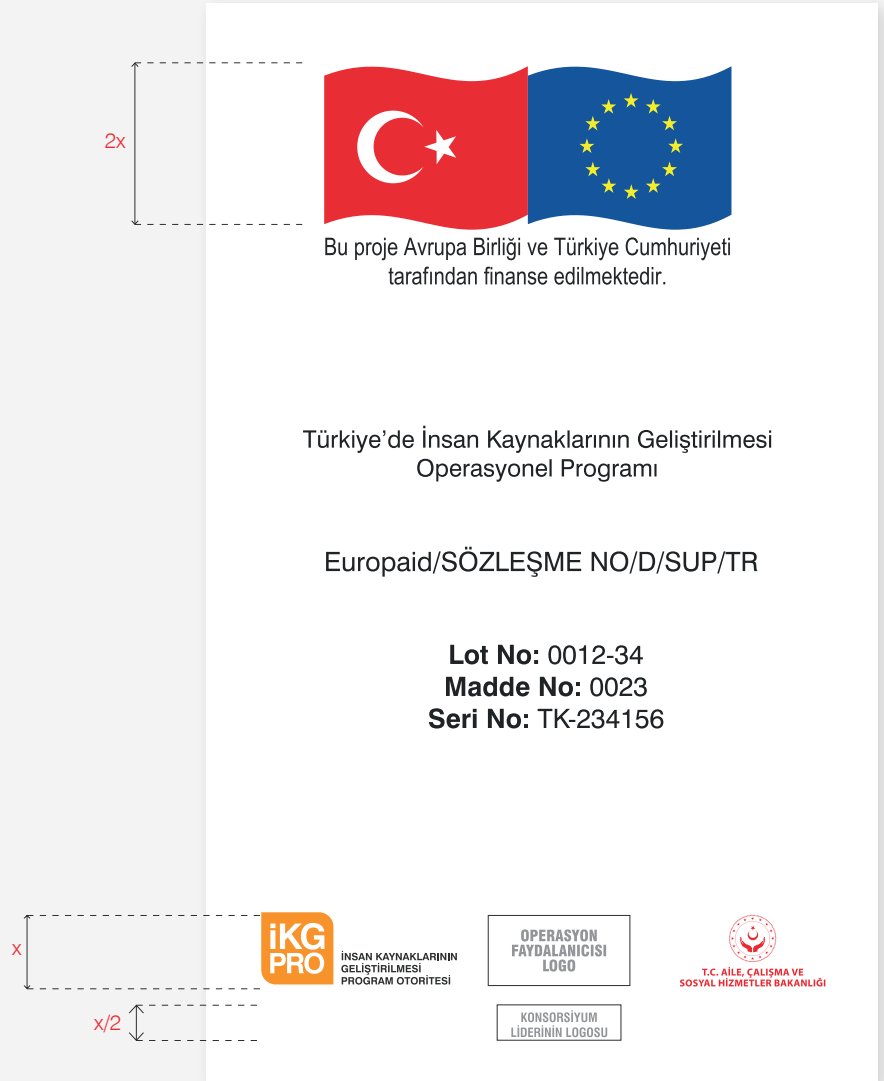 2x
Bu proje Avrupa Birliği ve Türkiye Cumhuriyeti
tarafından finanse edilmektedir.
Türkiye’de İnsan Kaynaklarının Geliştirilmesi
Operasyonel Programı
Europaid/SÖZLEŞME NO/D/SUP/TR
Lot No: 0012-34
Madde No: 0023
Seri No: TK-234156
x
iKG
PRO
İNSAN KAYNAKLARININ
GELİŞTİRİLMESİ
PROGRAM OTORİTESİ
OPERASYON
FAYDALANICISI
LOGO
T.C. AİLE, ÇALIŞMA VE
SOSYAL HİZMETLER BAKANLIĞI
x/2
KONSORSİYUM
LİDERİNİN LOGOSU